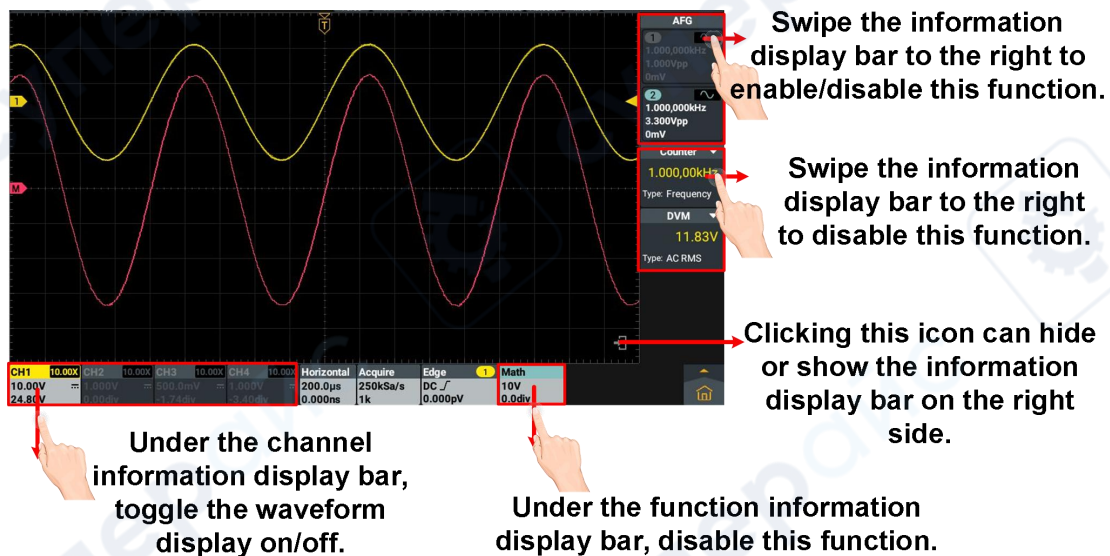 Swipe the information
display bar to the right to
enable/disable this function.
T
AFG
1
1.000,000kHz
1.000Vpp
0mV
2
1.000,000kHz
3.300Vpp
0mV
1
M
Counter
1.000,00kHz
Type: Frequency
DVM
11.83V
Type: AC RMS
Swipe the information
display bar to the right
to disable this function.
Clicking this icon can hide
or show the information
display bar on the right
side.
CH1 10.00X CH2 10.00X CH3 10.00X CH4 10.00X Horizontal Acquire Edge 1 Math
10.00V 1.000V 500.0mV 1.000V 200.0μs 250kSa/s DC 10V
24.80V 0.00div -1.74div -3.40div 0.000ns 1k 0.000pV 0.0div
Under the channel
information display bar,
toggle the waveform
display on/off.
Under the function information
display bar, disable this function.